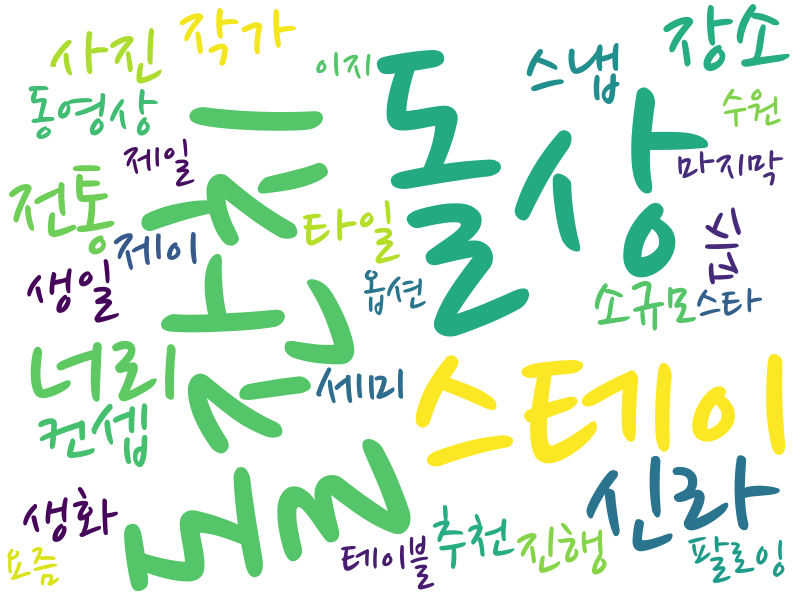 사진
작가
이지
돌상
스냅
장소
동영상
수원
제일
마지막
전통
타일
제이
생일
옵션
소규모
스타
돌잔치
너리
세미
스테이
컨셉
신라
생화
요즘
테이블
추천
진행
팔로잉